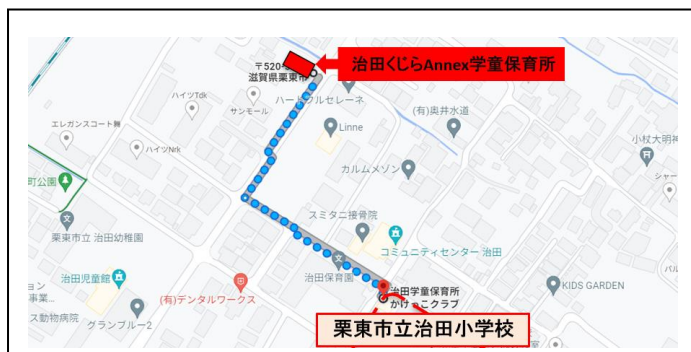 治田くじらAnnex学童保育所
〒520
滋賀県栗東市
ハイツTdk
サンモール
ハートフルセレーネ
(有)奥井水道
エレガンスコート舞
Linne
小杖大明神
ハイツNrk
カルムメゾン
シャー
町公園
スミタニ接骨院
栗東市立 治田幼稚園
コミュニティセンター 治田
治田児童館
治田保育園
治田学童保育所
かけっこクラブ
KIDS GARDEN
(有)デンタルワークス
ョン
事業...
ス動物病院
グランブルー2
栗東市立治田小学校